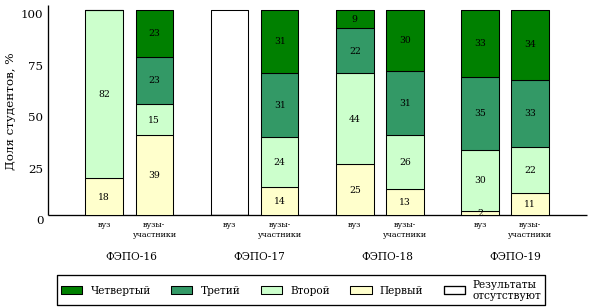 100
75
50
25
0
Доля студентов, %
82
18
23
23
15
39
31
31
24
14
9
22
44
25
30
31
26
13
33
35
30
2
34
33
22
11
вуз
вузы-
участники
вуз
вузы-
участники
вуз
вузы-
участники
вуз
вузы-
участники
ФЭПО-16
ФЭПО-17
ФЭПО-18
ФЭПО-19
Четвертый
Третий
Второй
Первый
Результаты
отсутствуют